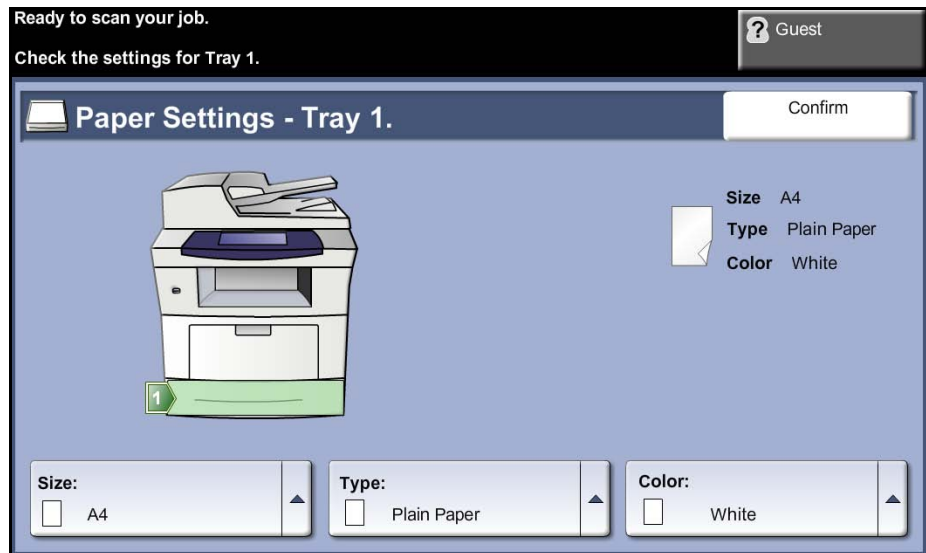 Ready to scan your job.
Check the settings for Tray 1.
? Guest
Paper Settings - Tray 1.
Confirm
Size A4
Type Plain Paper
Color White
1
Size:
A4
Type:
Plain Paper
Color:
White